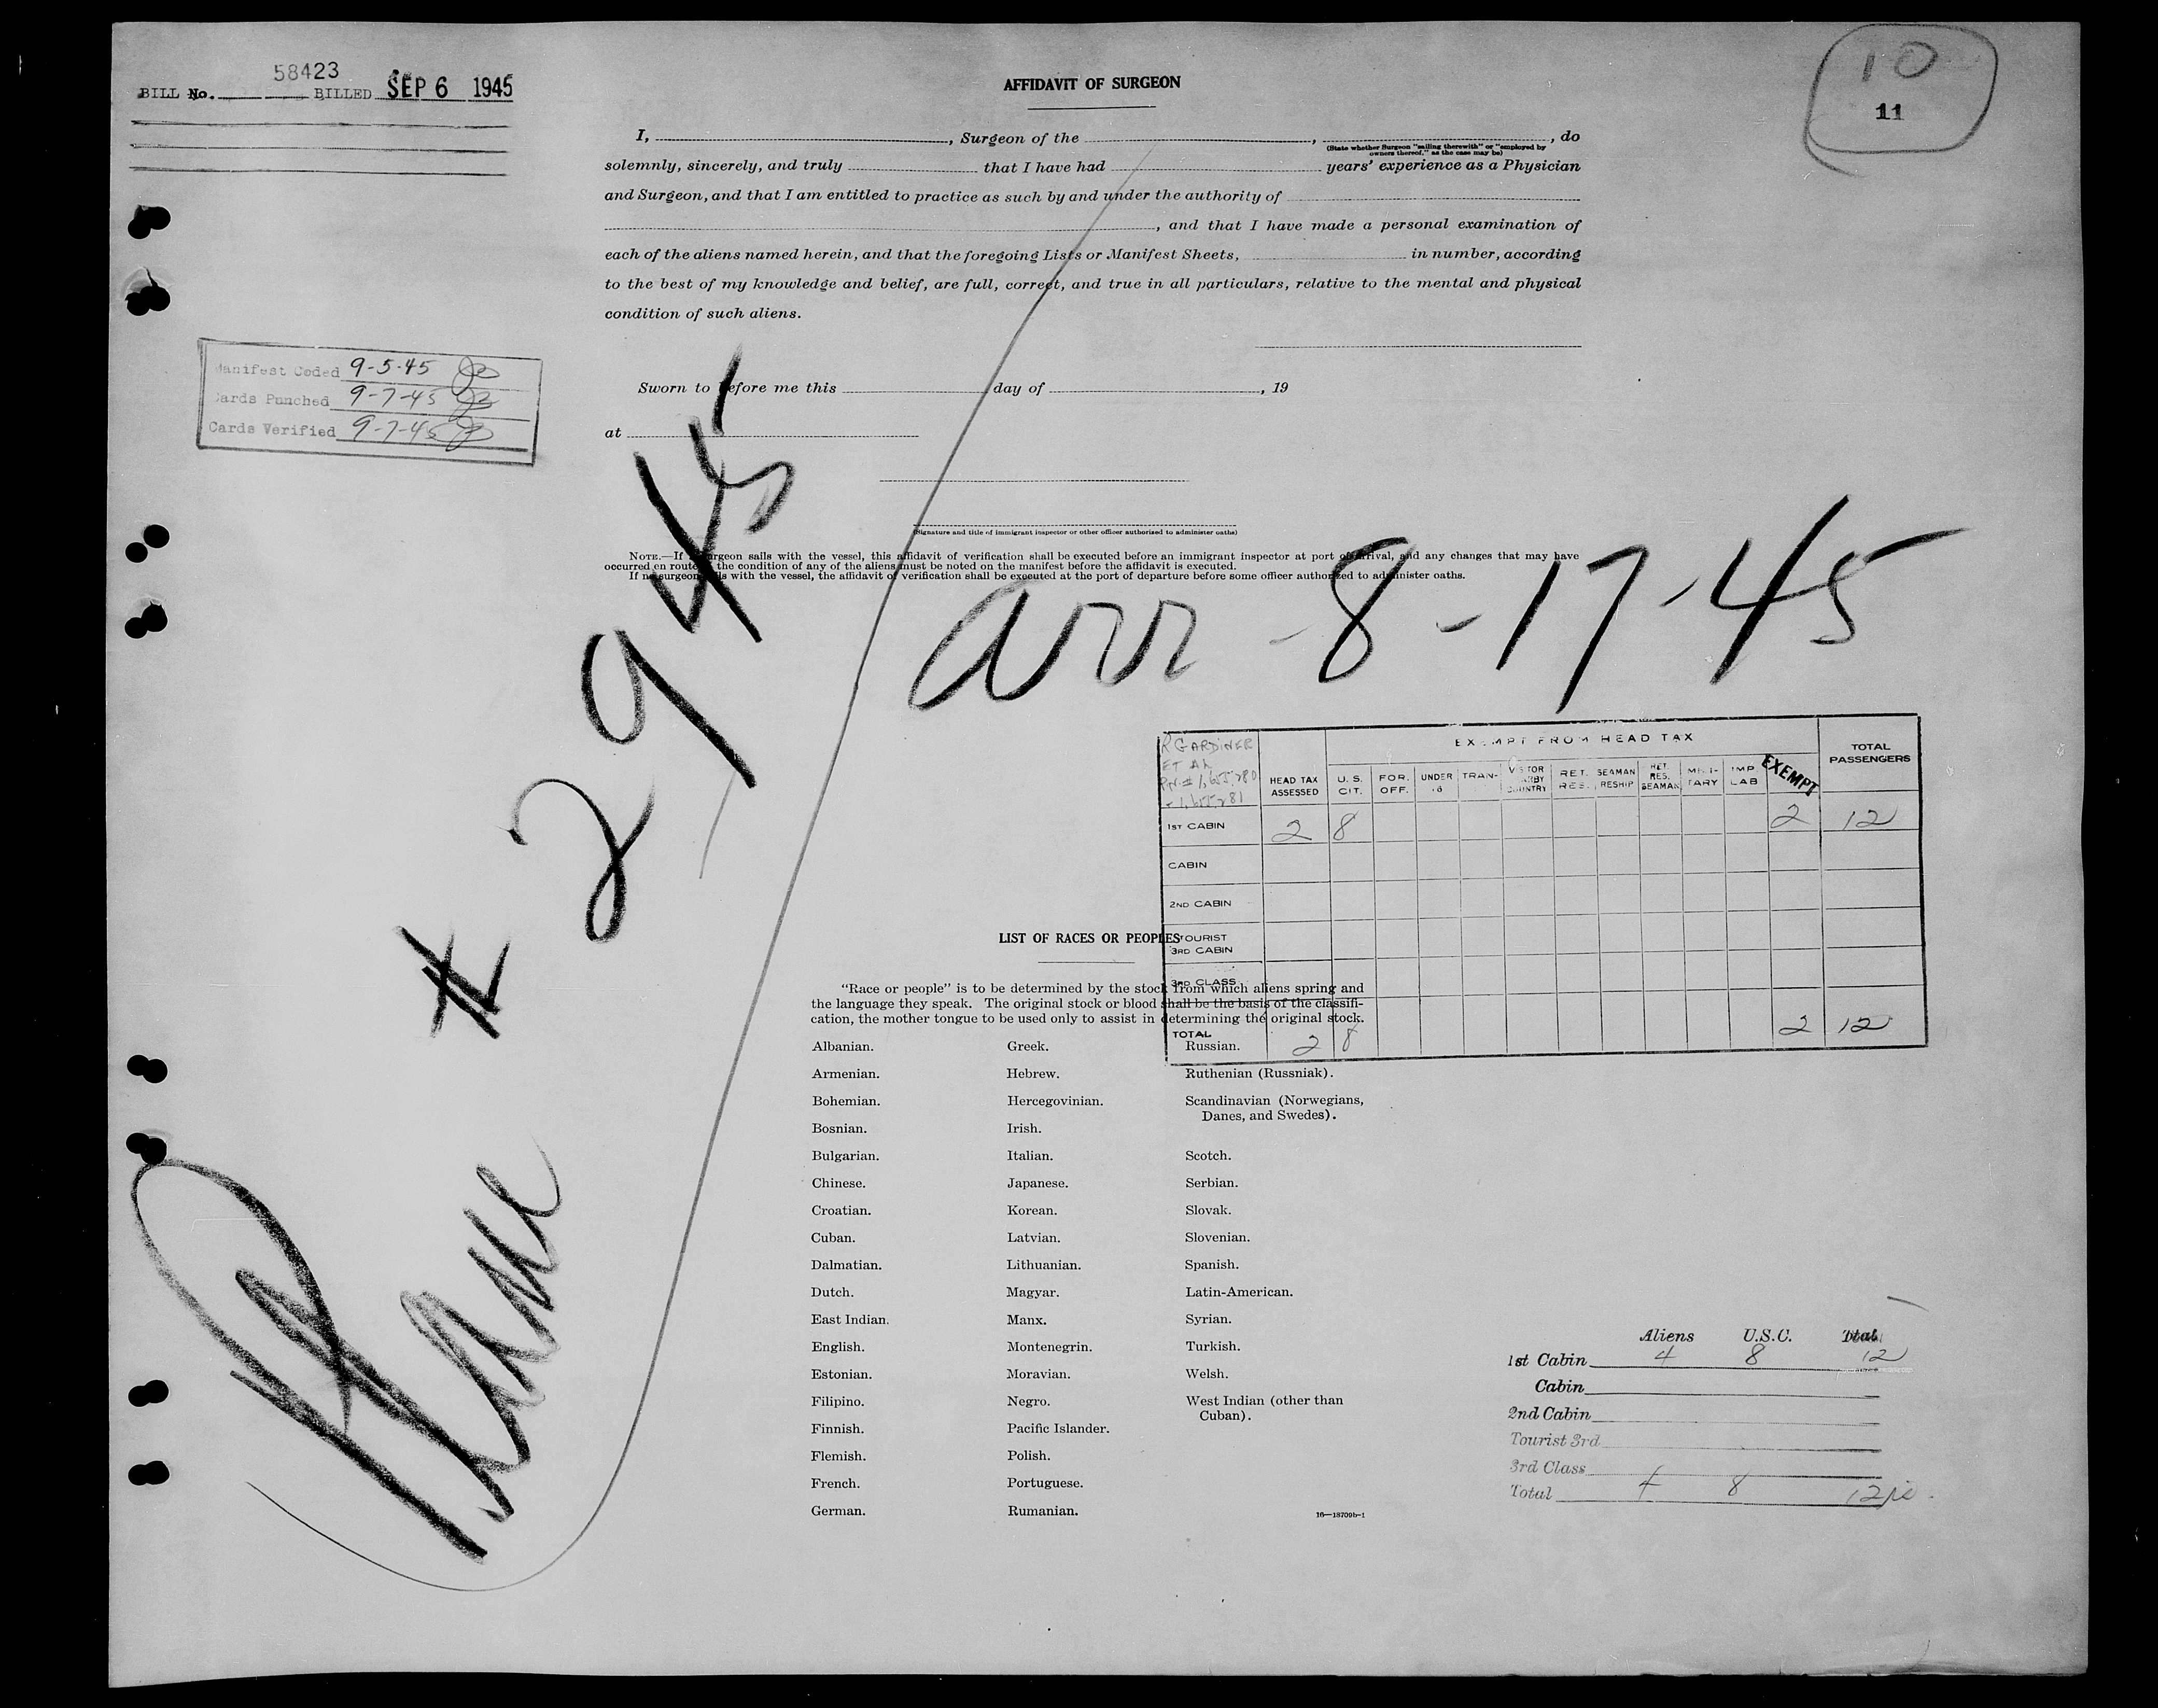 BILL No. 58423 BILLED SEP 6 1945
AFFIDAVIT OF SURGEON
10
11
I, , Surgeon of the , , do
(State whether Surgeon "sailing therewith" or "employed by owners thereof," as the case may be)
solemnly, sincerely, and truly that I have had years' experience as a Physician
and Surgeon, and that I am entitled to practice as such by and under the authority of
, and that I have made a personal examination of
each of the aliens named herein, and that the foregoing Lists or Manifest Sheets, in number, according
to the best of my knowledge and belief, are full, correct, and true in all particulars, relative to the mental and physical
condition of such aliens.
Manifest Coded 9-5-45
Cards Punched 9-7-45
Cards Verified 9-7-45
Sworn to before me this day of , 19
at
(Signature and title of immigrant inspector or other officer authorized to administer oaths)
NOTE.—If a surgeon sails with the vessel, this affidavit of verification shall be executed before an immigrant inspector at port of arrival, and any changes that may have
occurred en route in the condition of any of the aliens must be noted on the manifest before the affidavit is executed.
If no surgeon sails with the vessel, the affidavit of verification shall be executed at the port of departure before some officer authorized to administer oaths.
Plane # 2945
arr - 8-17-45
R GARDINER
ET AL
EXEMPT FROM HEAD TAX
HEAD TAX ASSESSED U. S. CIT. FOR. OFF. UNDER 16 TRAN- VISITOR NRBY COUNTRY RET. RES. SEAMAN RESHIP RET. RES. SEAMAN MILI-TARY IMP LAB EXEMPT TOTAL PASSENGERS
1ST CABIN 2 8 2 12
CABIN
2ND CABIN
TOURIST 3RD CABIN
3RD CLASS
TOTAL 2 8 2 12
LIST OF RACES OR PEOPLES
"Race or people" is to be determined by the stock from which aliens spring and
the language they speak. The original stock or blood shall be the basis of the classifi-
cation, the mother tongue to be used only to assist in determining the original stock.
Albanian. Greek. Russian.
Armenian. Hebrew. Ruthenian (Russniak).
Bohemian. Hercegovinian. Scandinavian (Norwegians,
Danes, and Swedes).
Bosnian. Irish.
Bulgarian. Italian. Scotch.
Chinese. Japanese. Serbian.
Croatian. Korean. Slovak.
Cuban. Latvian. Slovenian.
Dalmatian. Lithuanian. Spanish.
Dutch. Magyar. Latin-American.
East Indian. Manx. Syrian.
English. Montenegrin. Turkish.
Estonian. Moravian. Welsh.
Filipino. Negro. West Indian (other than
Cuban).
Finnish. Pacific Islander.
Flemish. Polish.
French. Portuguese.
German. Rumanian.
16—18709b-1
Aliens U.S.C. Total
1st Cabin 4 8 12
Cabin
2nd Cabin
Tourist 3rd
3rd Class
Total 4 8 12